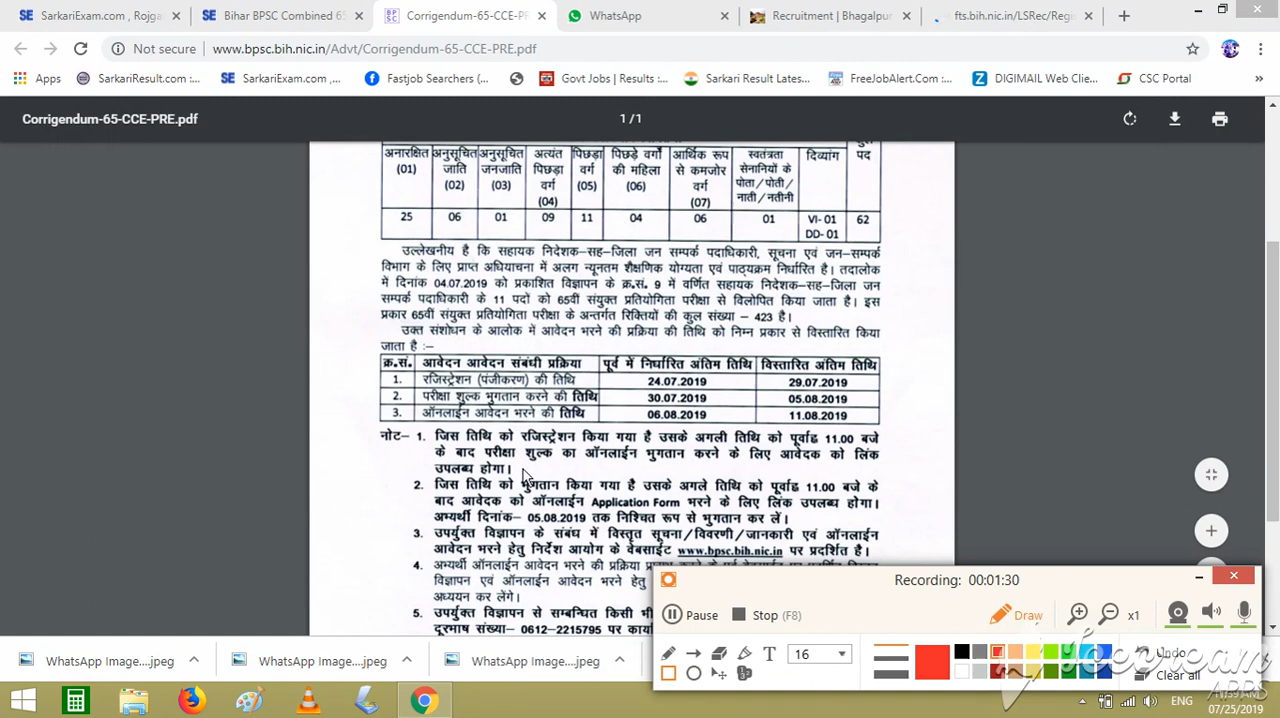 SarkariExam.com , Rojga
Bihar BPSC Combined 65
Corrigendum-65-CCE-PRE.p
WhatsApp
Recruitment | Bhagalpur
fts.bih.nic.in/LSRec/Regi
Not secure | www.bpsc.bih.nic.in/Advt/Corrigendum-65-CCE-PRE.pdf
Apps
SarkariResult.com :...
SarkariExam.com ,...
Fastjob Searchers (...
Govt Jobs | Results :...
Sarkari Result Lates...
FreeJobAlert.Com :...
DIGIMAIL Web Clie...
CSC Portal
Corrigendum-65-CCE-PRE.pdf
1 / 1
अनारक्षित (01) अनुसूचित जाति (02) अनुसूचित जनजाति (03) अत्यंत पिछड़ा वर्ग (04) पिछड़ा वर्ग (05) पिछड़े वर्गों की महिला (06) आर्थिक रूप से कमजोर वर्ग (07) स्वतंत्रता सेनानियों के पोता/पोती/नाती/नतीनी दिव्यांग पद
25 06 01 09 11 04 06 01 VI- 01 DD- 01 62
उल्लेखनीय है कि सहायक निदेशक-सह-जिला जन सम्पर्क पदाधिकारी, सूचना एवं जन-सम्पर्क
विभाग के लिए प्राप्त अधियाचना में अलग न्यूनतम शैक्षणिक योग्यता एवं पाठ्यक्रम निर्धारित है। तदालोक
में दिनांक 04.07.2019 को प्रकाशित विज्ञापन के क्र.सं. 9 में वर्णित सहायक निदेशक-सह-जिला जन
सम्पर्क पदाधिकारी के 11 पदों को 65वीं संयुक्त प्रतियोगिता परीक्षा से विलोपित किया जाता है। इस
प्रकार 65वीं संयुक्त प्रतियोगिता परीक्षा के अन्तर्गत रिक्तियों की कुल संख्या - 423 है।
उक्त संशोधन के आलोक में आवेदन भरने की प्रक्रिया की तिथि को निम्न प्रकार से विस्तारित किया
जाता है :-
क्र.सं. आवेदन आवेदन संबंधी प्रक्रिया पूर्व में निर्धारित अंतिम तिथि विस्तारित अंतिम तिथि
1. रजिस्ट्रेशन (पंजीकरण) की तिथि 24.07.2019 29.07.2019
2. परीक्षा शुल्क भुगतान करने की तिथि 30.07.2019 05.08.2019
3. ऑनलाईन आवेदन भरने की तिथि 06.08.2019 11.08.2019
नोट- 1. जिस तिथि को रजिस्ट्रेशन किया गया है उसके अगली तिथि को पूर्वाह्न 11.00 बजे
के बाद परीक्षा शुल्क का ऑनलाईन भुगतान करने के लिए आवेदक को लिंक
उपलब्ध होगा।
2. जिस तिथि को भुगतान किया गया है उसके अगले तिथि को पूर्वाह्न 11.00 बजे के
बाद आवेदक को ऑनलाईन Application Form भरने के लिए लिंक उपलब्ध होगा।
अभ्यर्थी दिनांक- 05.08.2019 तक निश्चित रूप से भुगतान कर लें।
3. उपर्युक्त विज्ञापन के संबंध में विस्तृत सूचना/विवरणी/जानकारी एवं ऑनलाईन
आवेदन भरने हेतु निर्देश आयोग के वेबसाईट www.bpsc.bih.nic.in पर प्रदर्शित है।
4. अभ्यर्थी ऑनलाईन आवेदन भरने की प्रक्रिया
विज्ञापन एवं ऑनलाईन आवेदन भरने हेतु
अध्ययन कर लेंगे।
5. उपर्युक्त विज्ञापन से सम्बन्धित किसी भी
दूरभाष संख्या- 0612-2215795 पर
Recording: 00:01:30
Pause
Stop (F8)
Draw
x1
T
16
Undo
Clear all
WhatsApp Image....jpeg
WhatsApp Image....jpeg
WhatsApp Image....jpeg
Icecream
APPS
ENG
11:39 AM
07/25/2019